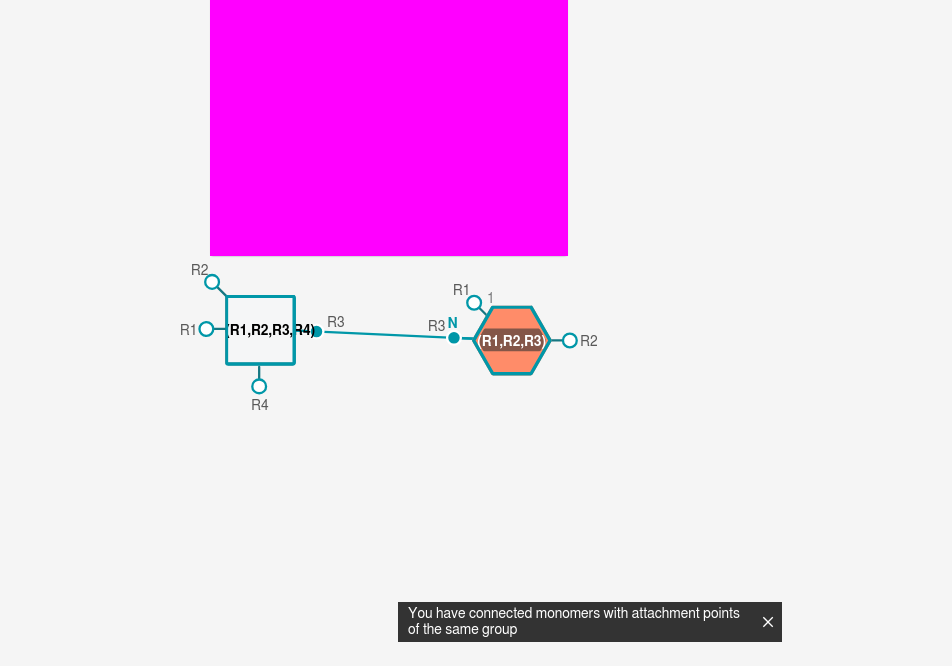 R2
R1
(R1,R2,R3,R4)
R3
R4
R1
1
R3
N
R1,R2,R3
R2
You have connected monomers with attachment points
of the same group